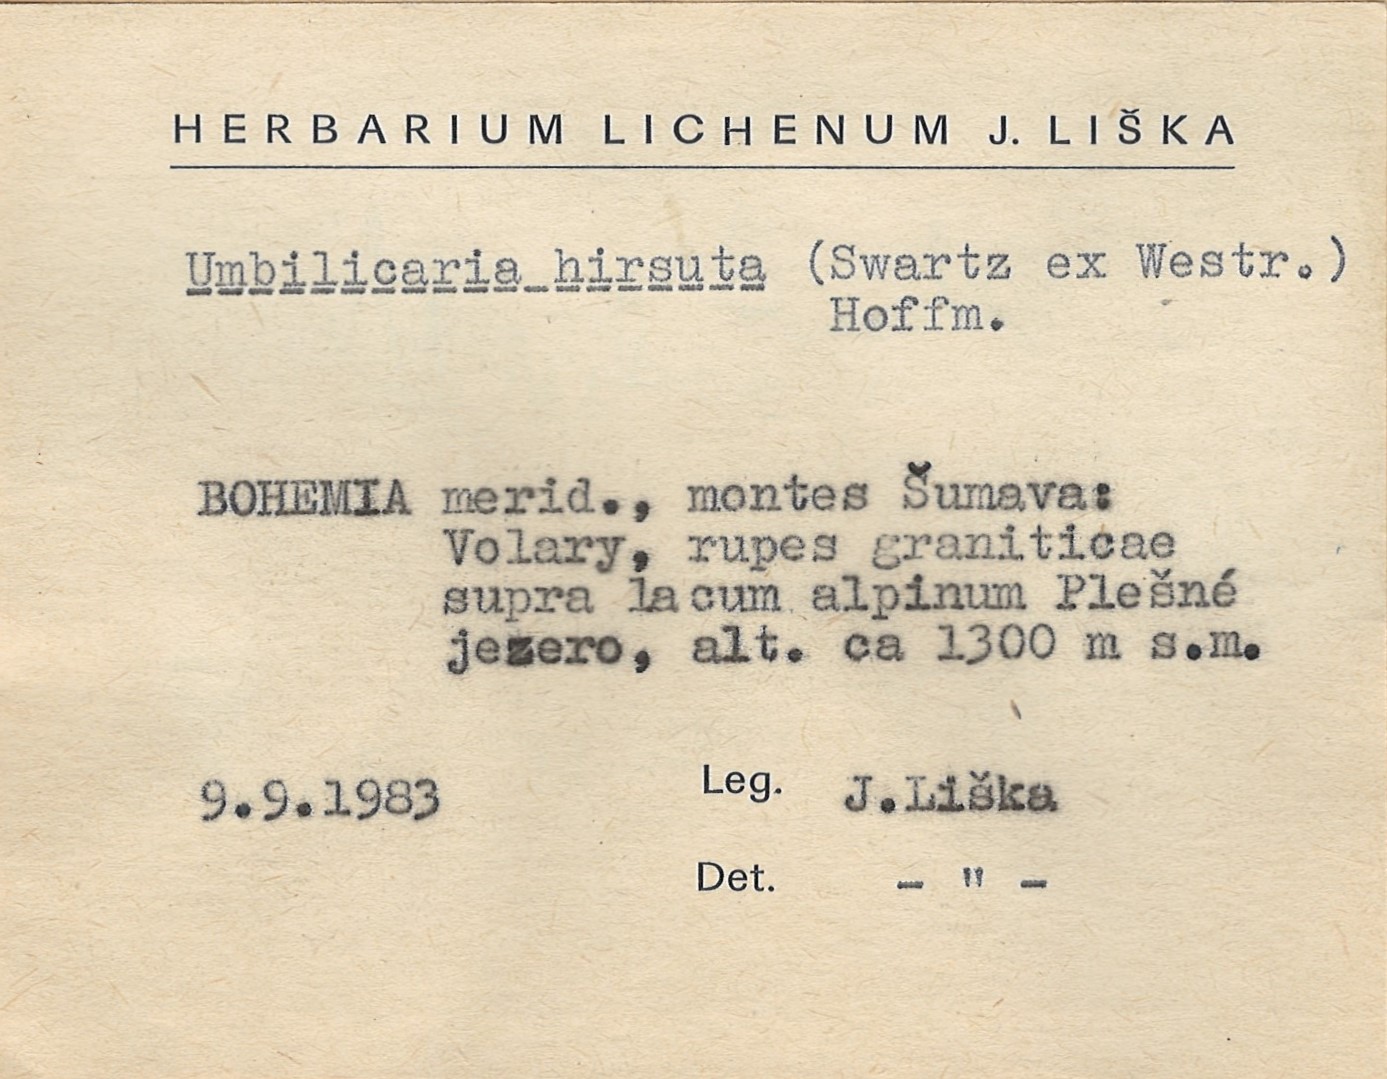 HERBARIUM LICHENUM J. LIŠKA
Umbilicaria hirsuta (Swartz ex Westr.)
Hoffm.
BOHEMIA merid., montes Šumava:
Volary, rupes graniticae
supra lacum alpinum Plešné
jezero, alt. ca 1300 m s.m.
9.9.1983 Leg. J.Liška
Det. - " -